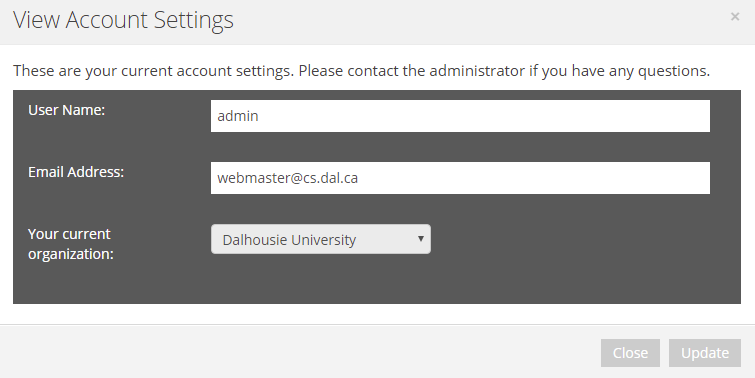 View Account Settings
×
These are your current account settings. Please contact the administrator if you have any questions.
User Name:
admin
Email Address:
webmaster@cs.dal.ca
Your current
organization:
Dalhousie University
Close
Update